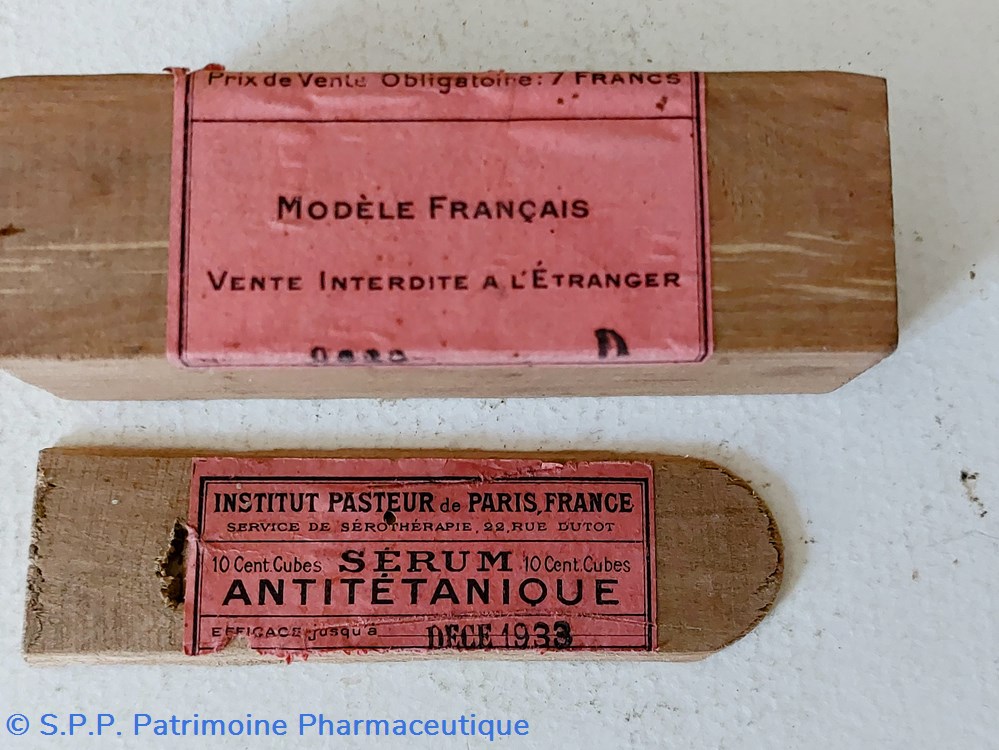 Prix de Vente Obligatoire: 7 FRANCS
MODÈLE FRANÇAIS
VENTE INTERDITE A L'ÉTRANGER
D
INSTITUT PASTEUR de PARIS, FRANCE
SERVICE DE SÉROTHÉRAPIE, 22, RUE DUTOT
10 Cent. Cubes SÉRUM 10 Cent. Cubes
ANTITÉTANIQUE
EFFICACE jusqu'à DECE 1933
© S.P.P. Patrimoine Pharmaceutique